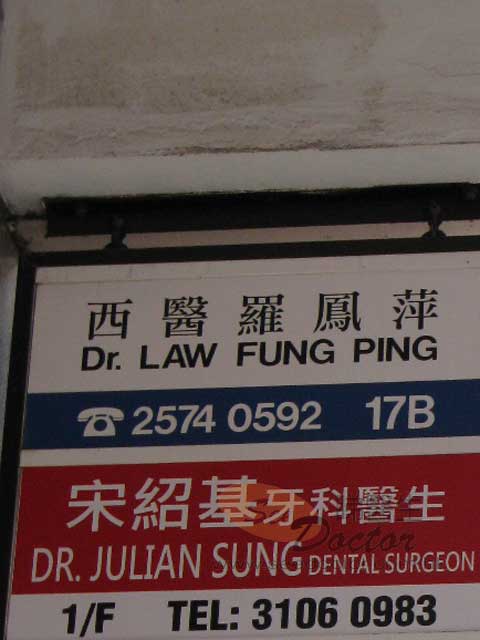 西醫羅鳳萍
Dr. LAW FUNG PING
☎ 2574 0592 17B
宋紹基牙科醫生
DR. JULIAN SUNG DENTAL SURGEON
1/F TEL: 3106 0983
Doctor